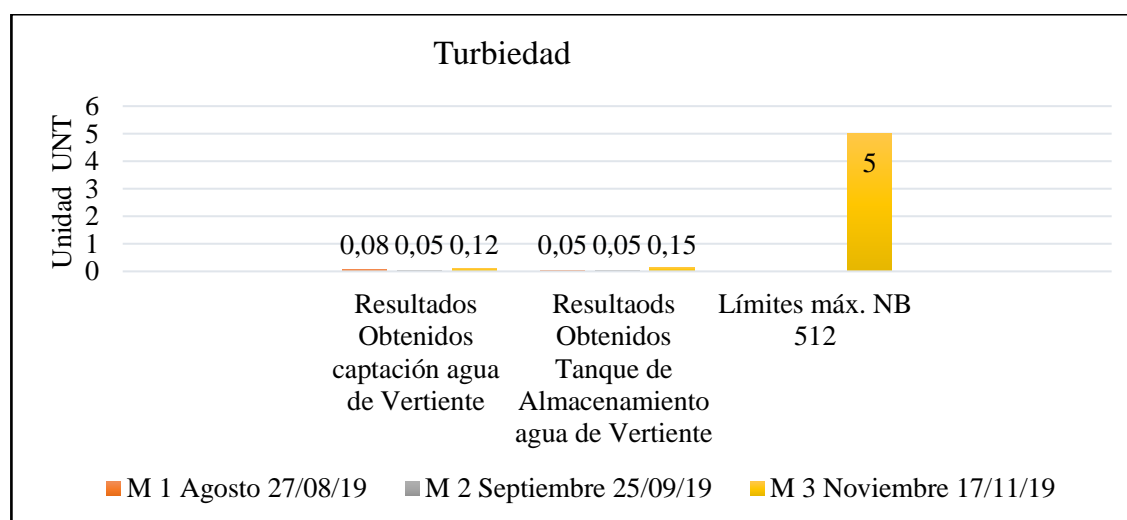 Turbiedad
Unidad UNT
6
5
4
3
2
1
0
0,08 0,05 0,12
0,05 0,05 0,15
5
Resultados
Obtenidos
captación agua
de Vertiente
Resultaods
Obtenidos
Tanque de
Almacenamiento
agua de Vertiente
Límites máx. NB
512
M 1 Agosto 27/08/19
M 2 Septiembre 25/09/19
M 3 Noviembre 17/11/19